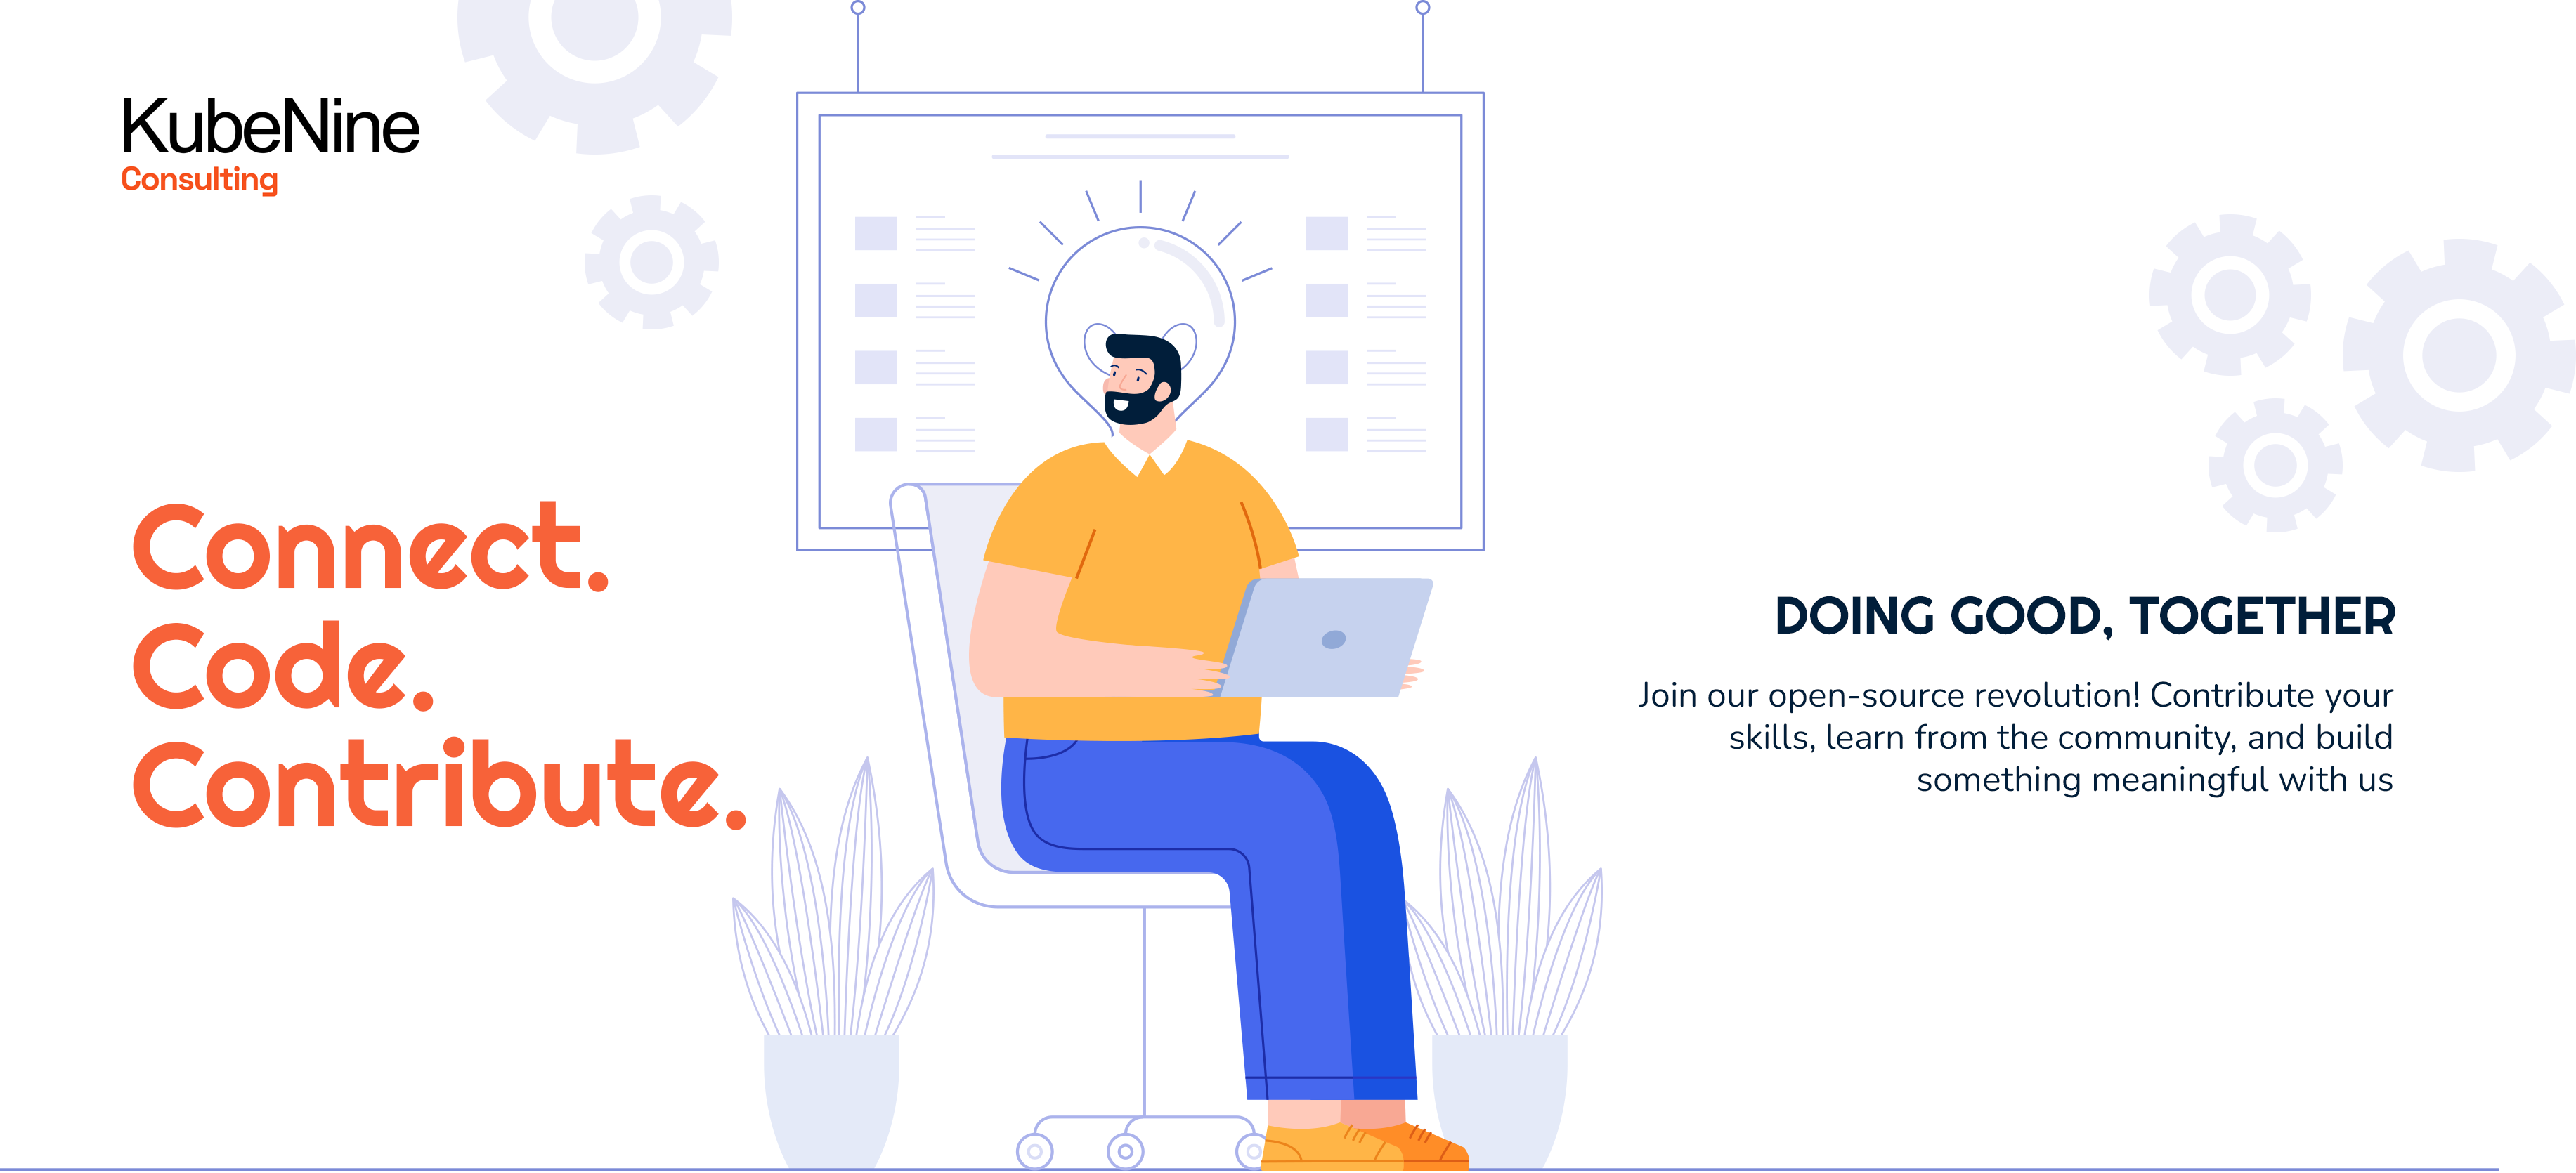 KubeNine
Consulting
Connect.
Code.
Contribute.
DOING GOOD, TOGETHER
Join our open-source revolution! Contribute your
skills, learn from the community, and build
something meaningful with us